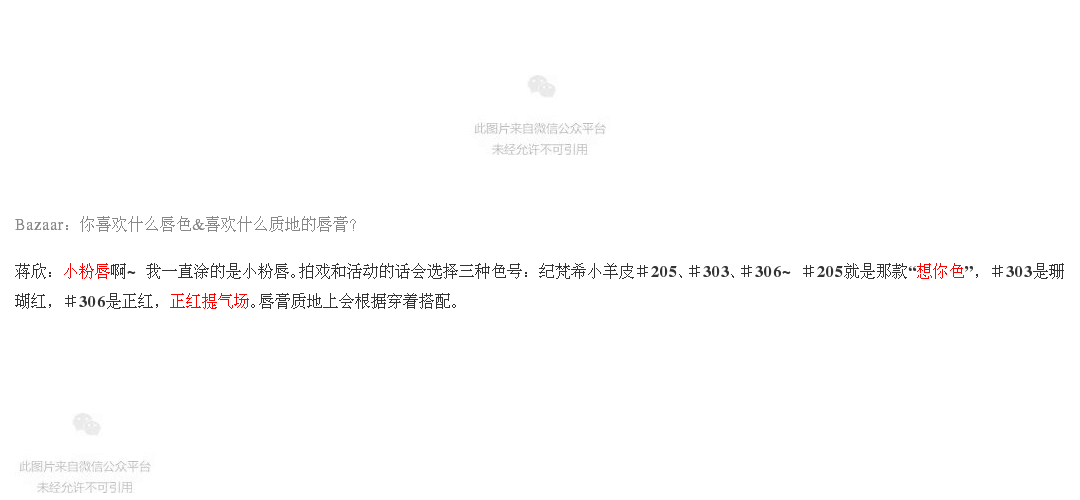 此图片来自微信公众平台
未经允许不可引用
Bazaar：你喜欢什么唇色&喜欢什么质地的唇膏？
蒋欣：小粉唇啊~ 我一直涂的是小粉唇。拍戏和活动的话会选择三种色号：纪梵希小羊皮＃205、＃303、＃306~ ＃205就是那款“想你色”，＃303是珊
瑚红，＃306是正红，正红提气场。唇膏质地上会根据穿着搭配。
此图片来自微信公众平台
未经允许不可引用